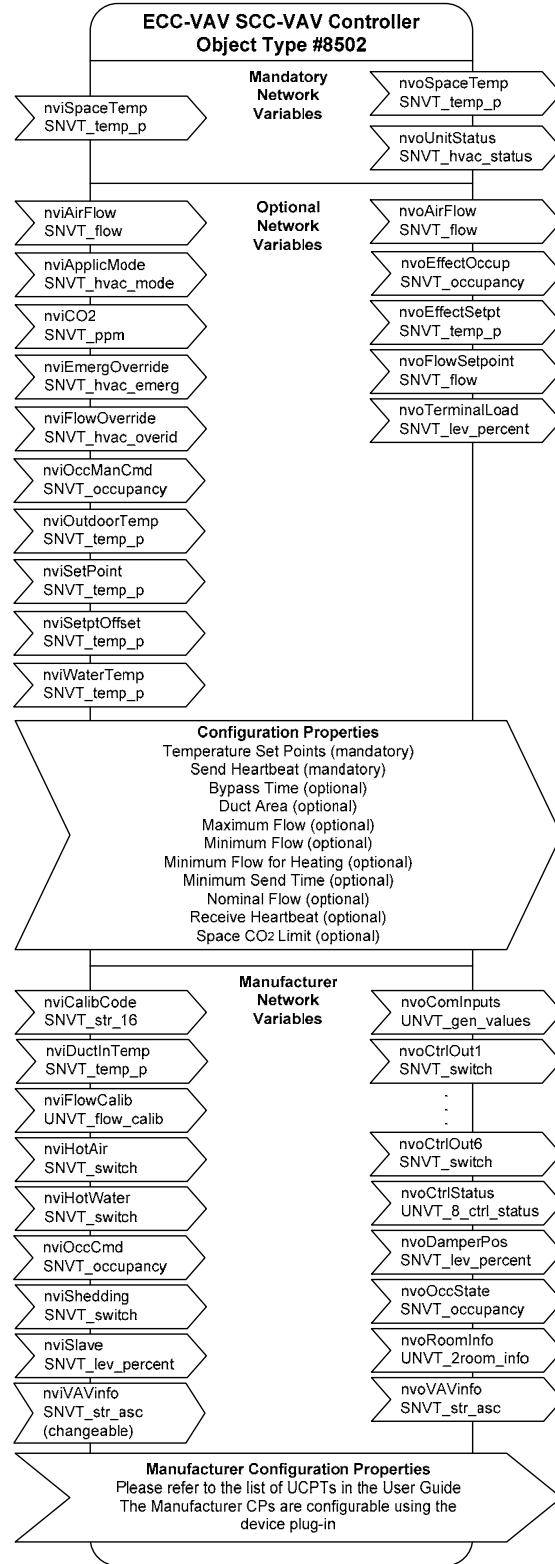 ECC-VAV SCC-VAV Controller
Object Type #8502
Mandatory
Network
Variables
nviSpaceTemp
SNVT_temp_p
nvoSpaceTemp
SNVT_temp_p
nvoUnitStatus
SNVT_hvac_status
Optional
Network
Variables
nviAirFlow
SNVT_flow
nviApplicMode
SNVT_hvac_mode
nviCO2
SNVT_ppm
nviEmergOverride
SNVT_hvac_emerg
nviFlowOverride
SNVT_hvac_overid
nviOccManCmd
SNVT_occupancy
nviOutdoorTemp
SNVT_temp_p
nviSetPoint
SNVT_temp_p
nviSetptOffset
SNVT_temp_p
nviWaterTemp
SNVT_temp_p
nvoAirFlow
SNVT_flow
nvoEffectOccup
SNVT_occupancy
nvoEffectSetpt
SNVT_temp_p
nvoFlowSetpoint
SNVT_flow
nvoTerminalLoad
SNVT_lev_percent
Configuration Properties
Temperature Set Points (mandatory)
Send Heartbeat (mandatory)
Bypass Time (optional)
Duct Area (optional)
Maximum Flow (optional)
Minimum Flow (optional)
Minimum Flow for Heating (optional)
Minimum Send Time (optional)
Nominal Flow (optional)
Receive Heartbeat (optional)
Space CO2 Limit (optional)
Manufacturer
Network
Variables
nviCalibCode
SNVT_str_16
nviDuctInTemp
SNVT_temp_p
nviFlowCalib
UNVT_flow_calib
nviHotAir
SNVT_switch
nviHotWater
SNVT_switch
nviOccCmd
SNVT_occupancy
nviShedding
SNVT_switch
nviSlave
SNVT_lev_percent
nviVAVinfo
SNVT_str_asc
(changeable)
nvoComInputs
UNVT_gen_values
nvoCtrlOut1
SNVT_switch
nvoCtrlOut6
SNVT_switch
nvoCtrlStatus
UNVT_8_ctrl_status
nvoDamperPos
SNVT_lev_percent
nvoOccState
SNVT_occupancy
nvoRoomInfo
UNVT_2room_info
nvoVAVinfo
SNVT_str_asc
Manufacturer Configuration Properties
Please refer to the list of UCPTs in the User Guide
The Manufacturer CPs are configurable using the
device plug-in